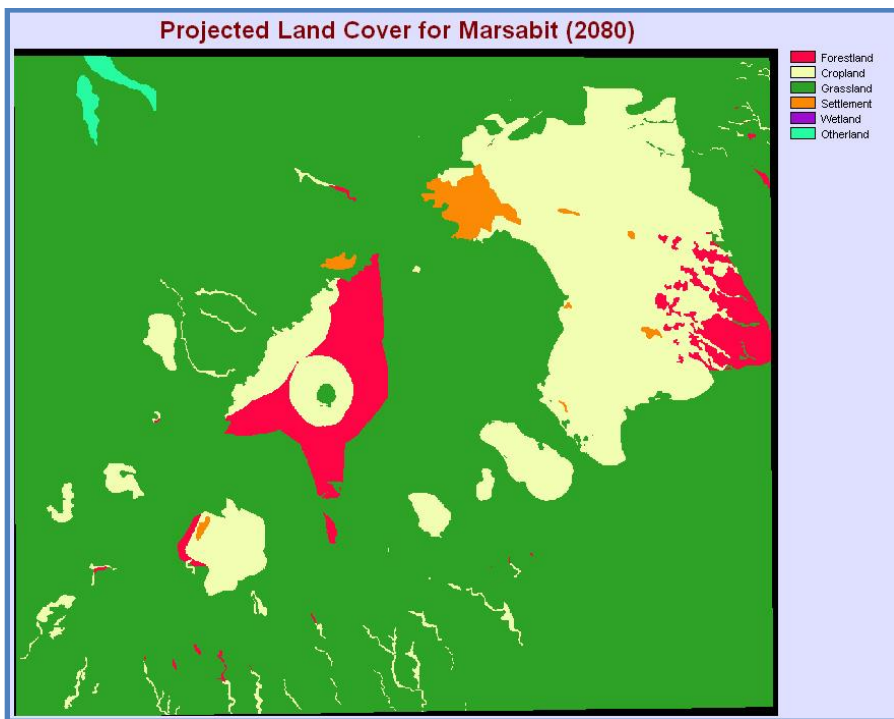 Projected Land Cover for Marsabit (2080)
Forestland
Cropland
Grassland
Settlement
Wetland
Otherland